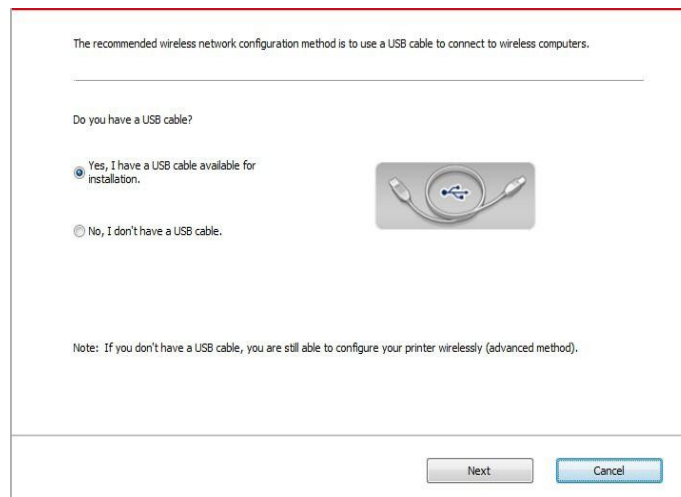 The recommended wireless network configuration method is to use a USB cable to connect to wireless computers.
Do you have a USB cable?
Yes, I have a USB cable available for
installation.
No, I don't have a USB cable.
Note: If you don't have a USB cable, you are still able to configure your printer wirelessly (advanced method).
Next
Cancel